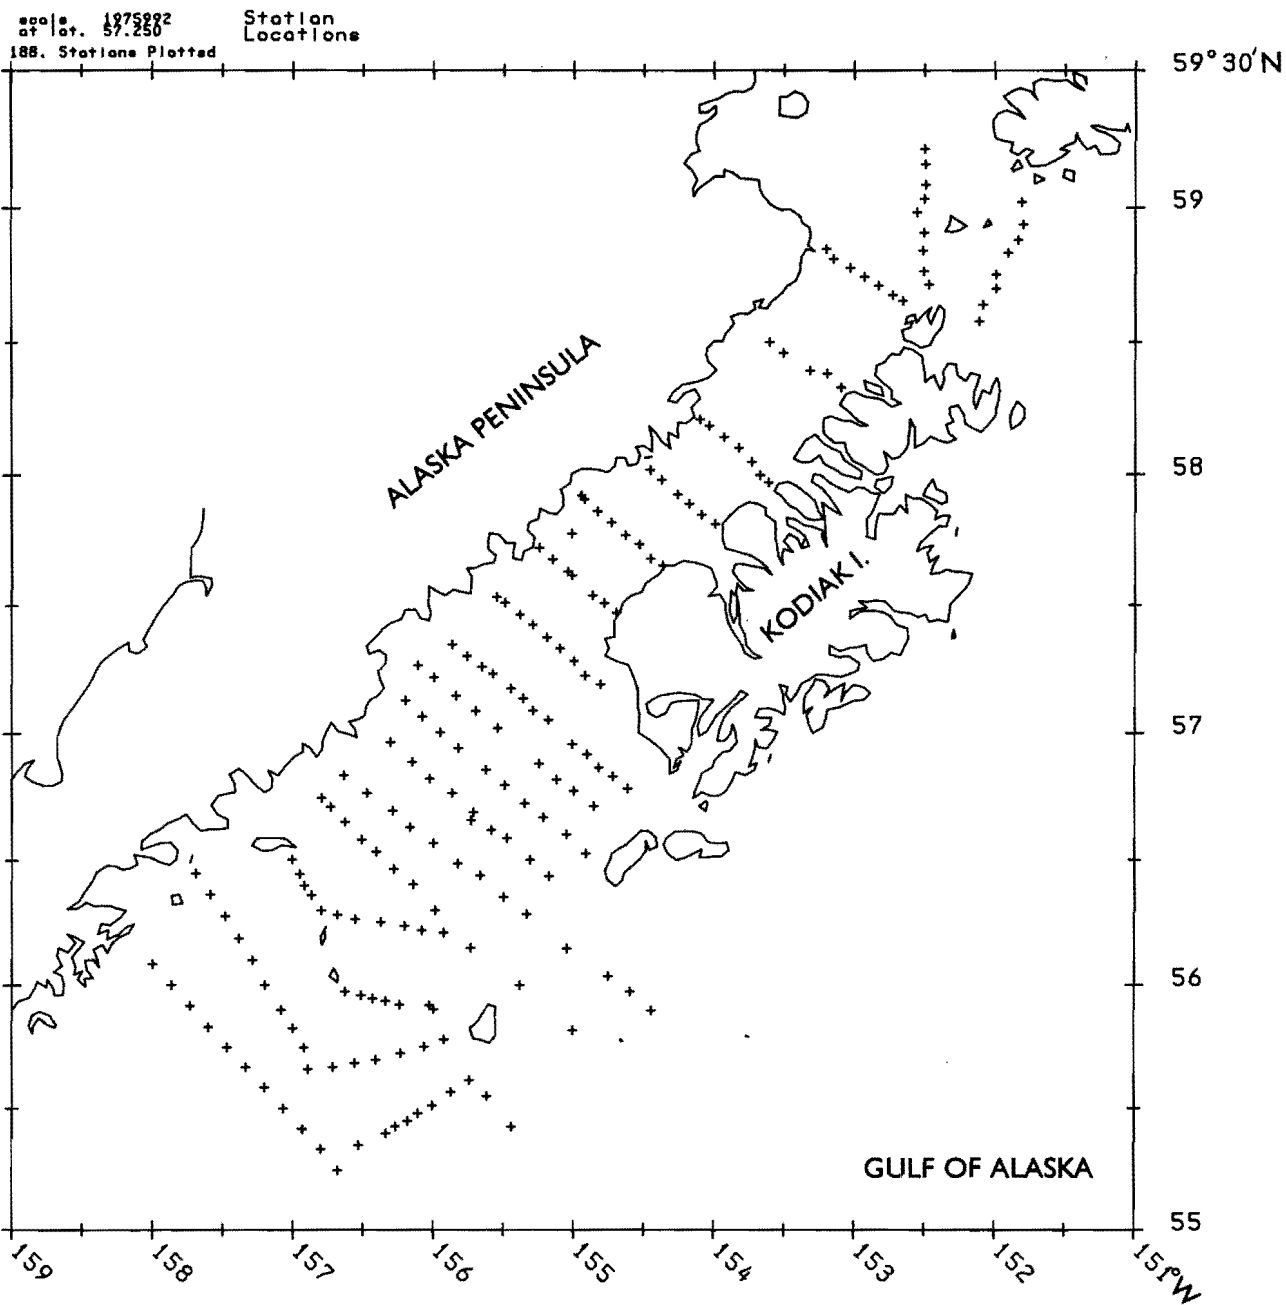 scale 1975992
at lat. 57.250
188. Stations Plotted
Station
Locations
59°30'N
59
58
57
56
55
ALASKA PENINSULA
KODIAK I.
GULF OF ALASKA
159
158
157
156
155
154
153
152
151°W